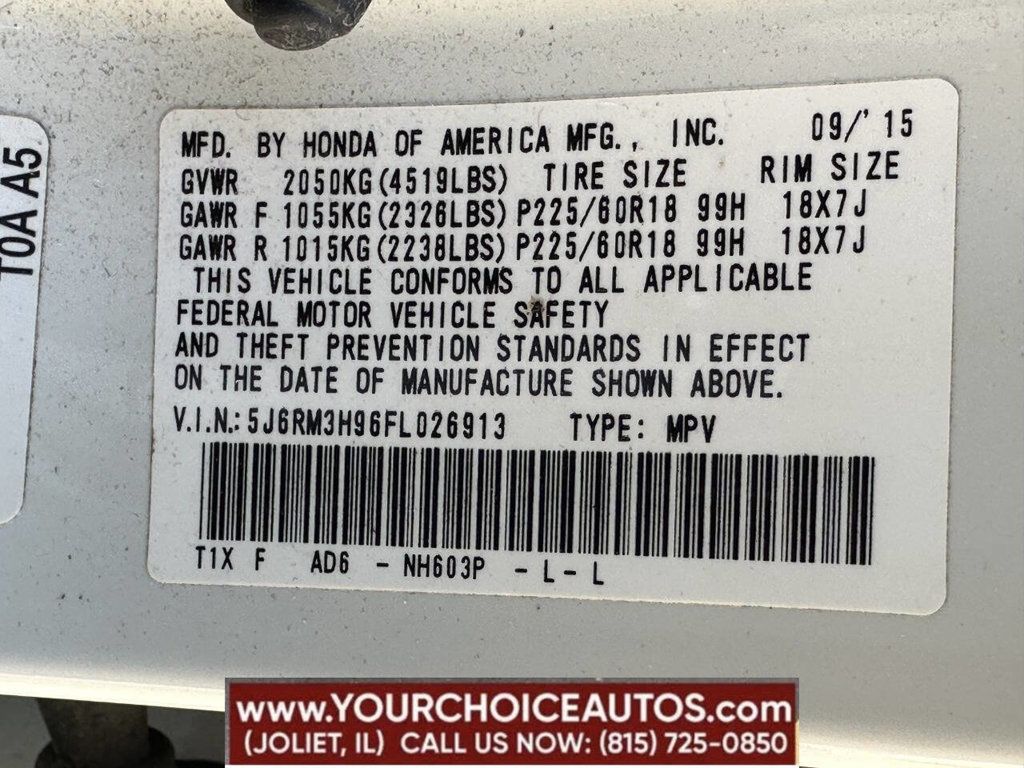 T0A A5
MFD. BY HONDA OF AMERICA MFG., INC. 09/'15
GVWR 2050KG(4519LBS) TIRE SIZE RIM SIZE
GAWR F 1055KG(2326LBS) P225/60R18 99H 18X7J
GAWR R 1015KG(2238LBS) P225/60R18 99H 18X7J
THIS VEHICLE CONFORMS TO ALL APPLICABLE
FEDERAL MOTOR VEHICLE SAFETY
AND THEFT PREVENTION STANDARDS IN EFFECT
ON THE DATE OF MANUFACTURE SHOWN ABOVE.
V.I.N.: 5J6RM3H96FL026913 TYPE: MPV
T1X F AD6 - NH603P - L - L
www.YOURCHOICEAUTOS.com
(JOLIET, IL) CALL US NOW: (815) 725-0850